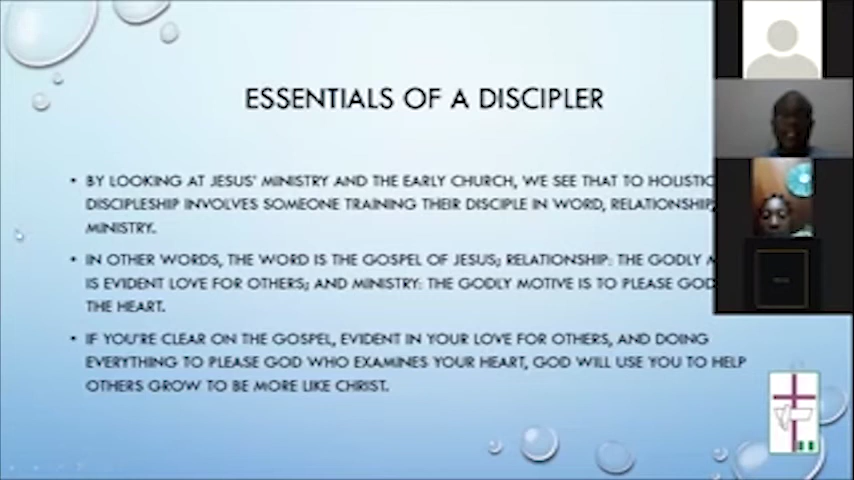 ESSENTIALS OF A DISCIPLER
• BY LOOKING AT JESUS' MINISTRY AND THE EARLY CHURCH, WE SEE THAT TO HOLISTIC
DISCIPLESHIP INVOLVES SOMEONE TRAINING THEIR DISCIPLE IN WORD, RELATIONSHIP,
MINISTRY.
• IN OTHER WORDS, THE WORD IS THE GOSPEL OF JESUS; RELATIONSHIP: THE GODLY
IS EVIDENT LOVE FOR OTHERS; AND MINISTRY: THE GODLY MOTIVE IS TO PLEASE GOD
THE HEART.
• IF YOU'RE CLEAR ON THE GOSPEL, EVIDENT IN YOUR LOVE FOR OTHERS, AND DOING
EVERYTHING TO PLEASE GOD WHO EXAMINES YOUR HEART, GOD WILL USE YOU TO HELP
OTHERS GROW TO BE MORE LIKE CHRIST.